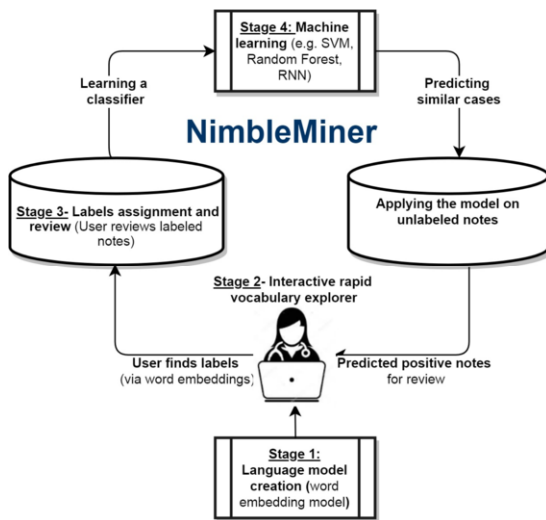 Stage 4: Machine
learning (e.g. SVM,
Random Forest,
RNN)
Learning a
classifier
Predicting
similar cases
NimbleMiner
Stage 3- Labels assignment and
review (User reviews labeled
notes)
Applying the model on
unlabeled notes
Stage 2- Interactive rapid
vocabulary explorer
User finds labels
(via word embeddings)
Predicted positive notes
for review
Stage 1:
Language model
creation (word
embedding model)